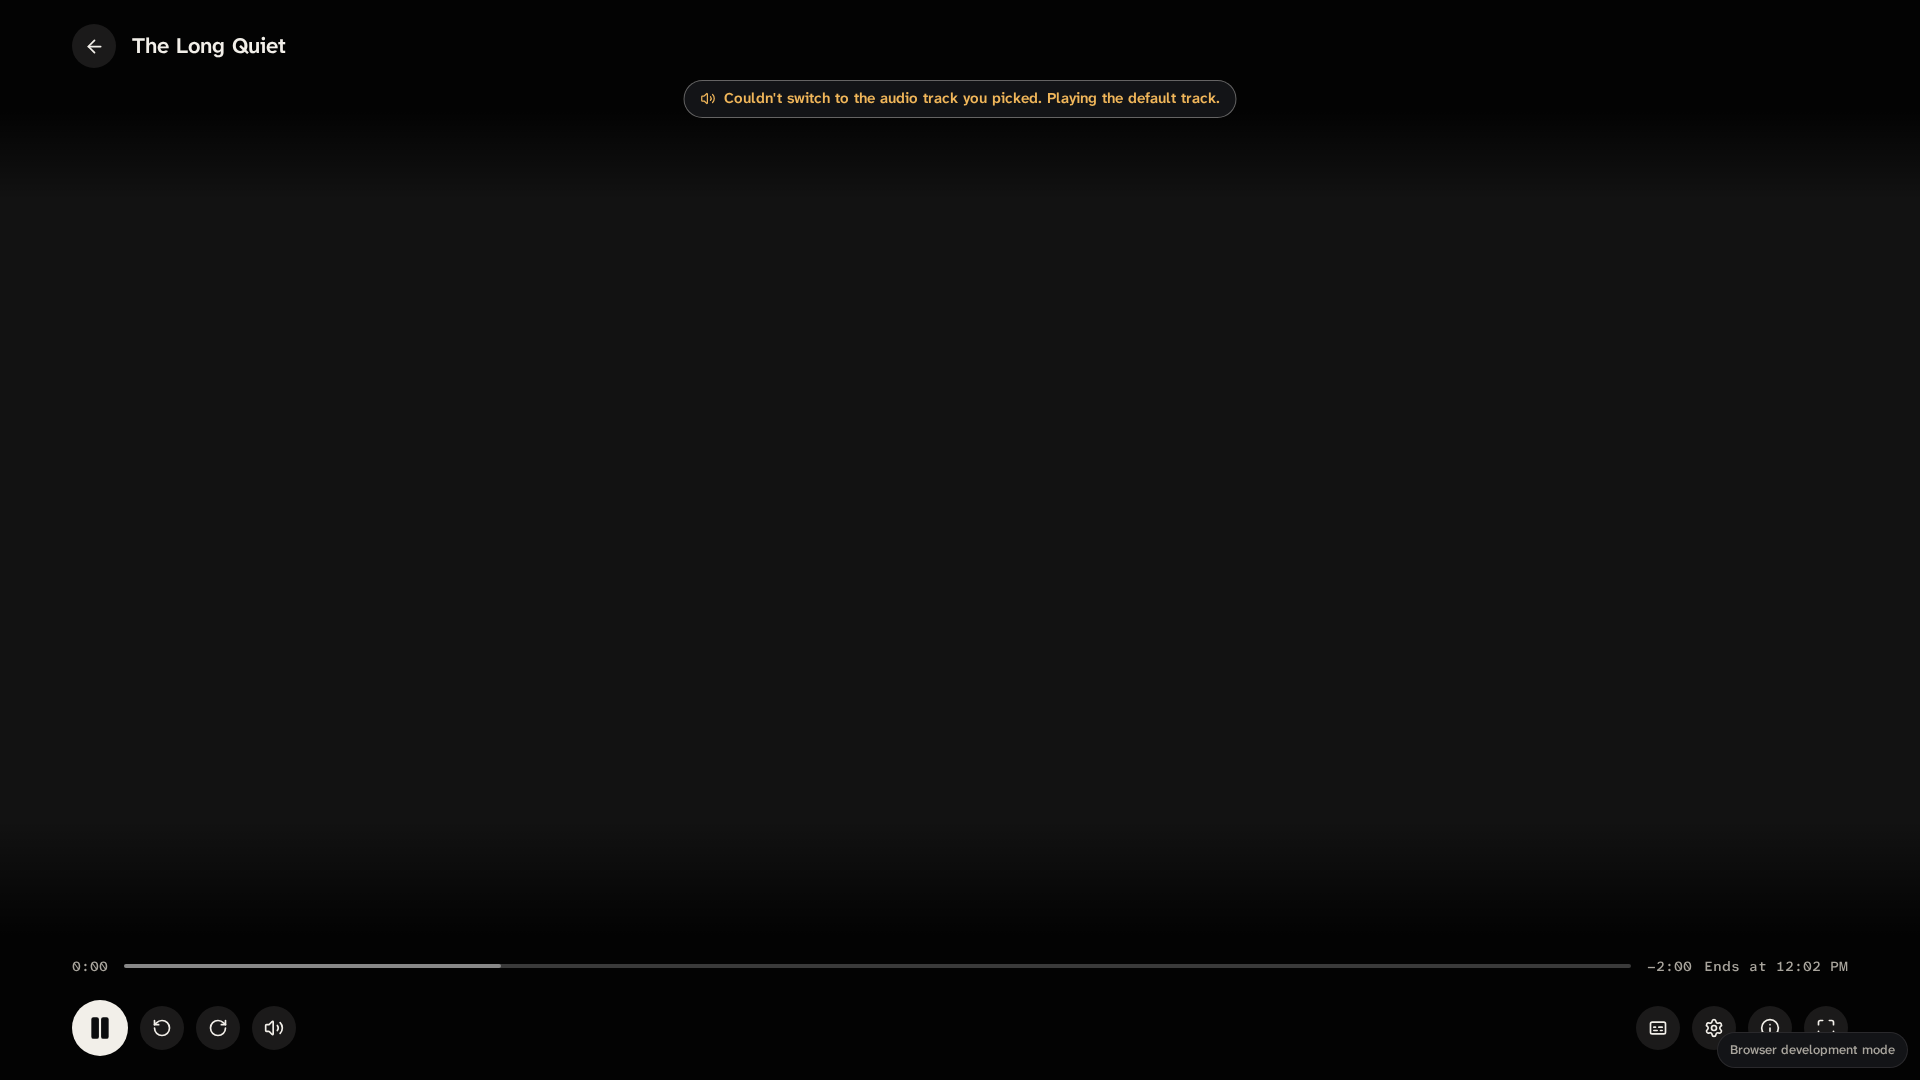 The Long Quiet
Couldn't switch to the audio track you picked. Playing the default track.
0:00
−2:00 Ends at 12:02 PM
Browser development mode